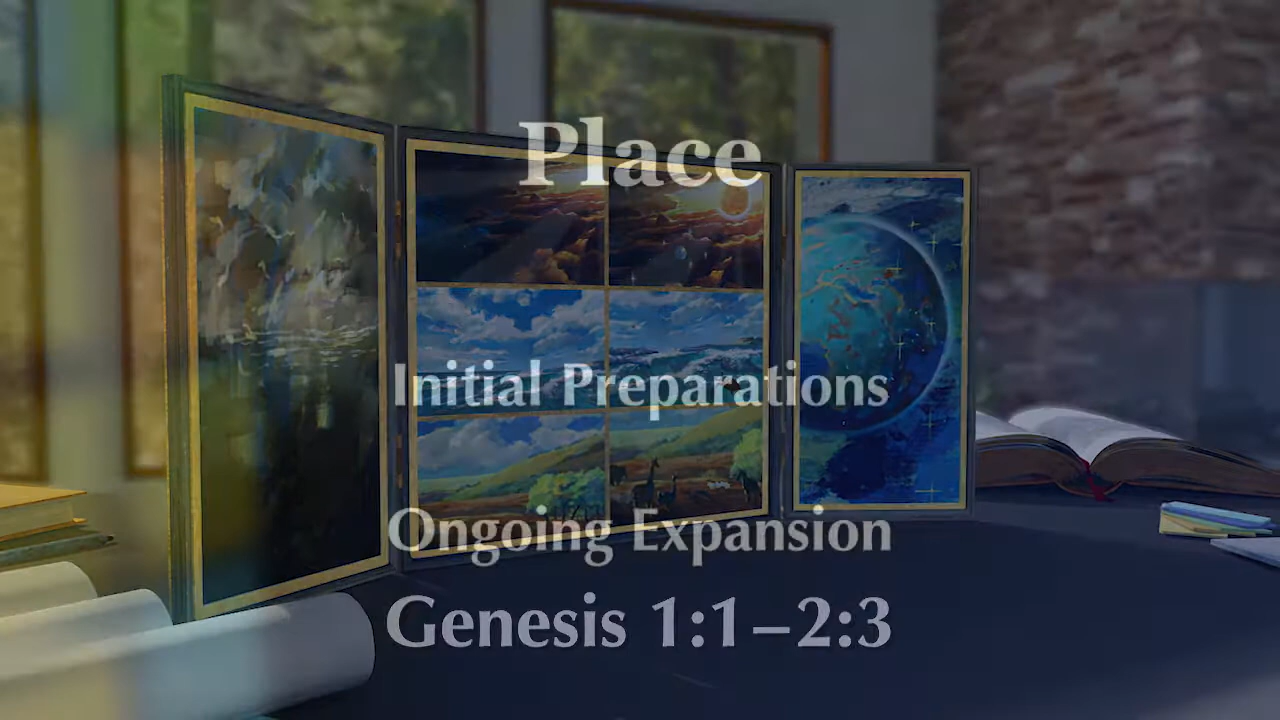 Place
Initial Preparations
Ongoing Expansion
Genesis 1:1–2:3